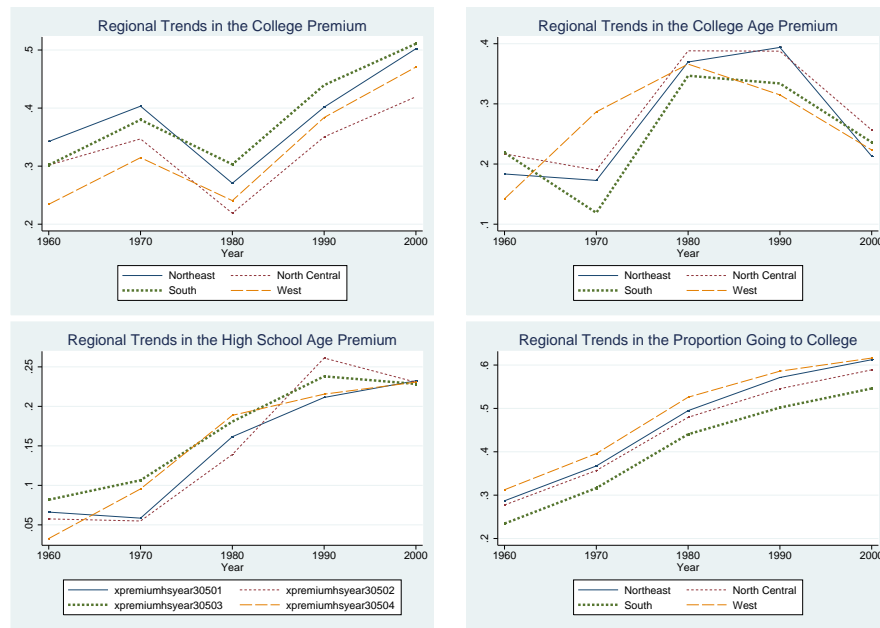 Regional Trends in the College Premium
.5
.4
.3
.2
1960 1970 1980 1990 2000
Year
Northeast North Central
South West
Regional Trends in the College Age Premium
.4
.3
.2
.1
1960 1970 1980 1990 2000
Year
Northeast North Central
South West
Regional Trends in the High School Age Premium
.25
.2
.15
.1
.05
1960 1970 1980 1990 2000
Year
xpremiumhsyear30501 xpremiumhsyear30502
xpremiumhsyear30503 xpremiumhsyear30504
Regional Trends in the Proportion Going to College
.6
.5
.4
.3
.2
1960 1970 1980 1990 2000
Year
Northeast North Central
South West